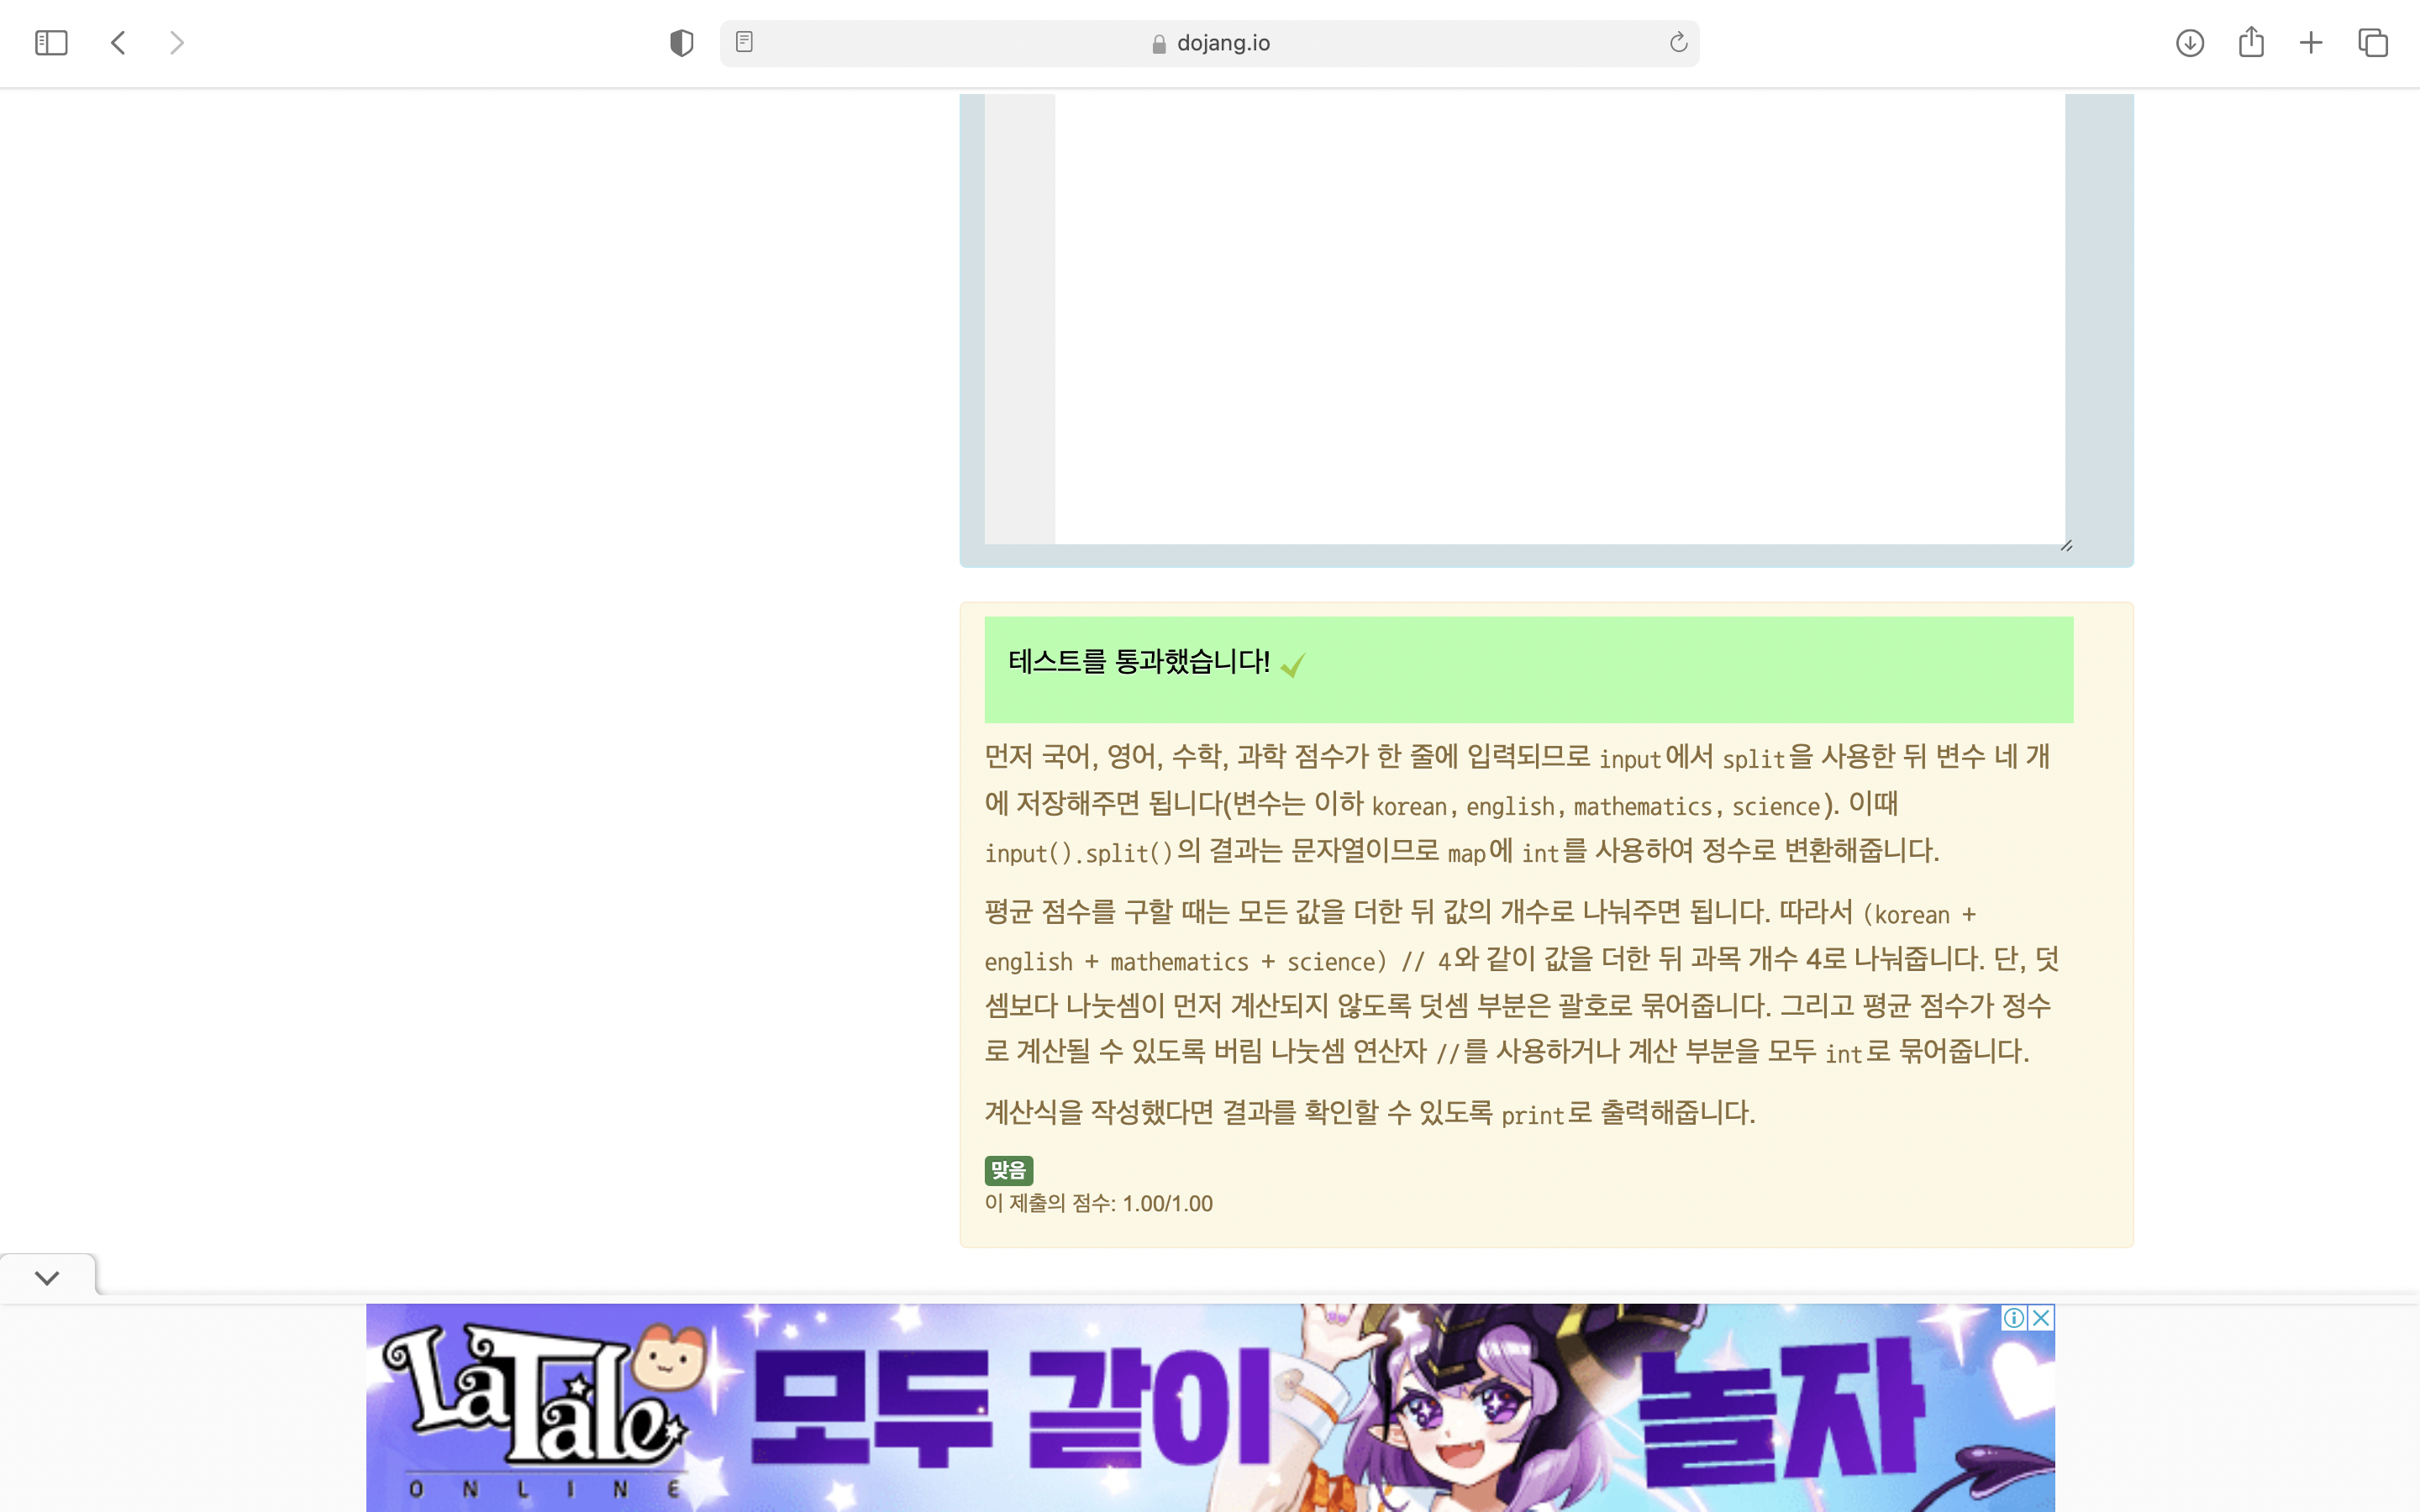 dojang.io
테스트를 통과했습니다!
먼저 국어, 영어, 수학, 과학 점수가 한 줄에 입력되므로 input에서 split을 사용한 뒤 변수 네 개
에 저장해주면 됩니다(변수는 이하 korean, english, mathematics, science). 이때
input().split()의 결과는 문자열이므로 map에 int를 사용하여 정수로 변환해줍니다.
평균 점수를 구할 때는 모든 값을 더한 뒤 값의 개수로 나눠주면 됩니다. 따라서 (korean +
english + mathematics + science) // 4와 같이 값을 더한 뒤 과목 개수 4로 나눠줍니다. 단, 덧
셈보다 나눗셈이 먼저 계산되지 않도록 덧셈 부분은 괄호로 묶어줍니다. 그리고 평균 점수가 정수
로 계산될 수 있도록 버림 나눗셈 연산자 //를 사용하거나 계산 부분을 모두 int로 묶어줍니다.
계산식을 작성했다면 결과를 확인할 수 있도록 print로 출력해줍니다.
맞음
이 제출의 점수: 1.00/1.00
LaTale
ONLINE
모두 같이 놀자